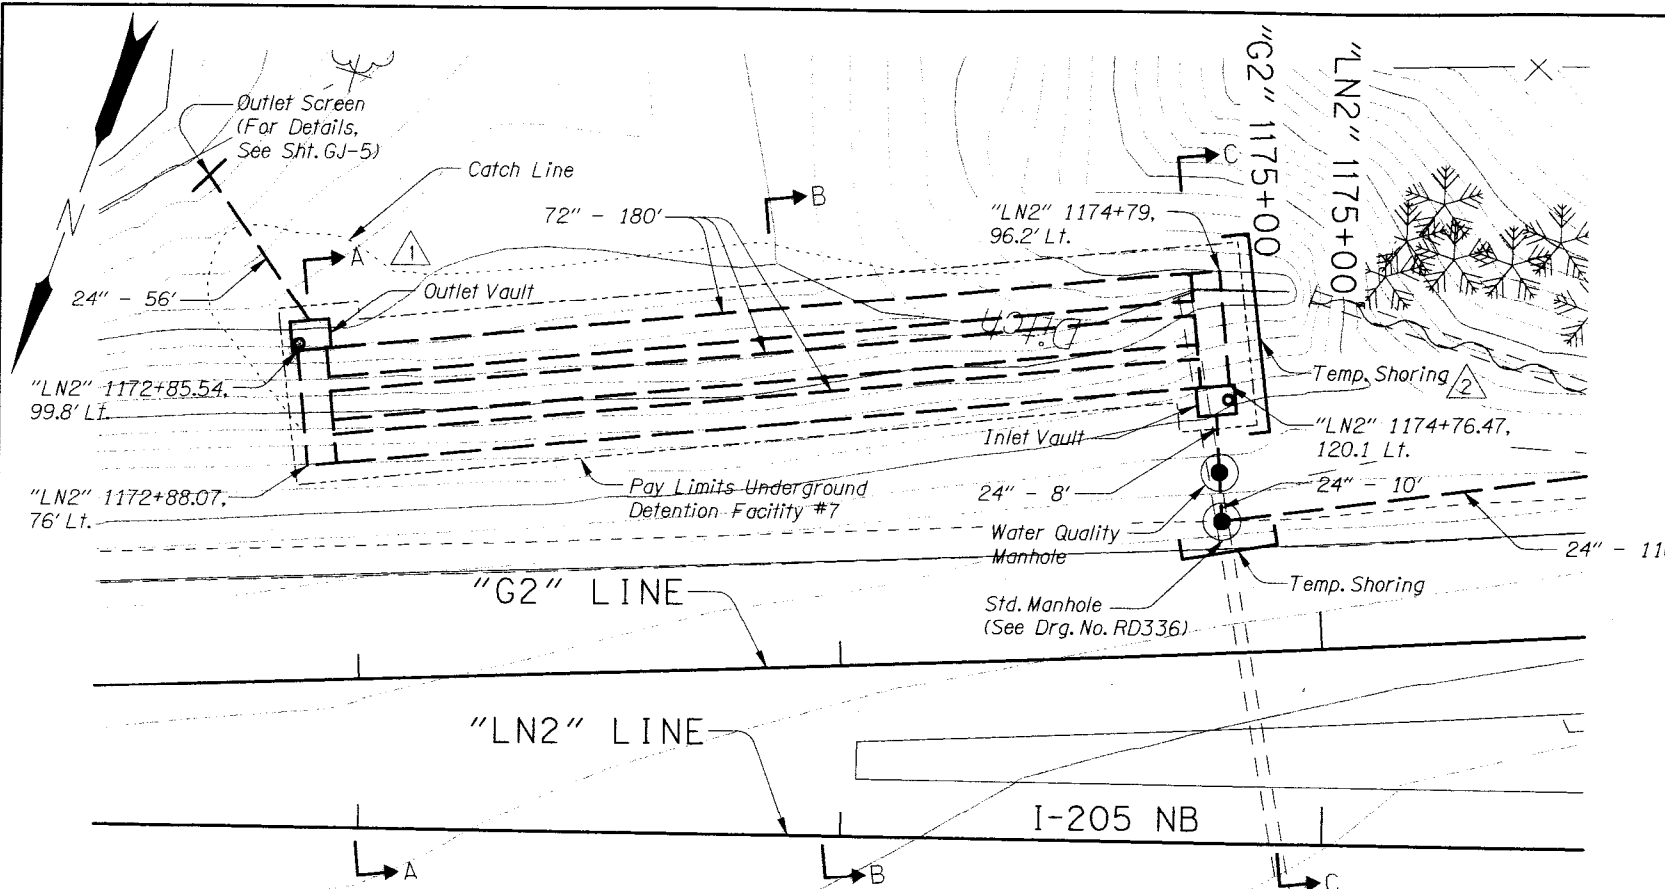 Outlet Screen
(For Details,
See Sht. GJ-5)
Catch Line
72" - 180'
B
C
"G2" 1175+00
"LN2" 1175+00
"LN2" 1174+79,
96.2' Lt.
N
A
1
24" - 56'
Outlet Vault
Ditch
"LN2" 1172+85.54,
99.8' Lt.
Temp. Shoring
2
Inlet Vault
"LN2" 1174+76.47,
120.1 Lt.
"LN2" 1172+88.07,
76' Lt.
Pay Limits Underground
Detention Facility #7
24" - 8'
24" - 10'
Water Quality
Manhole
24" - 11
Temp. Shoring
Std. Manhole
(See Drg. No. RD336)
"G2" LINE
"LN2" LINE
I-205 NB
A
B
C